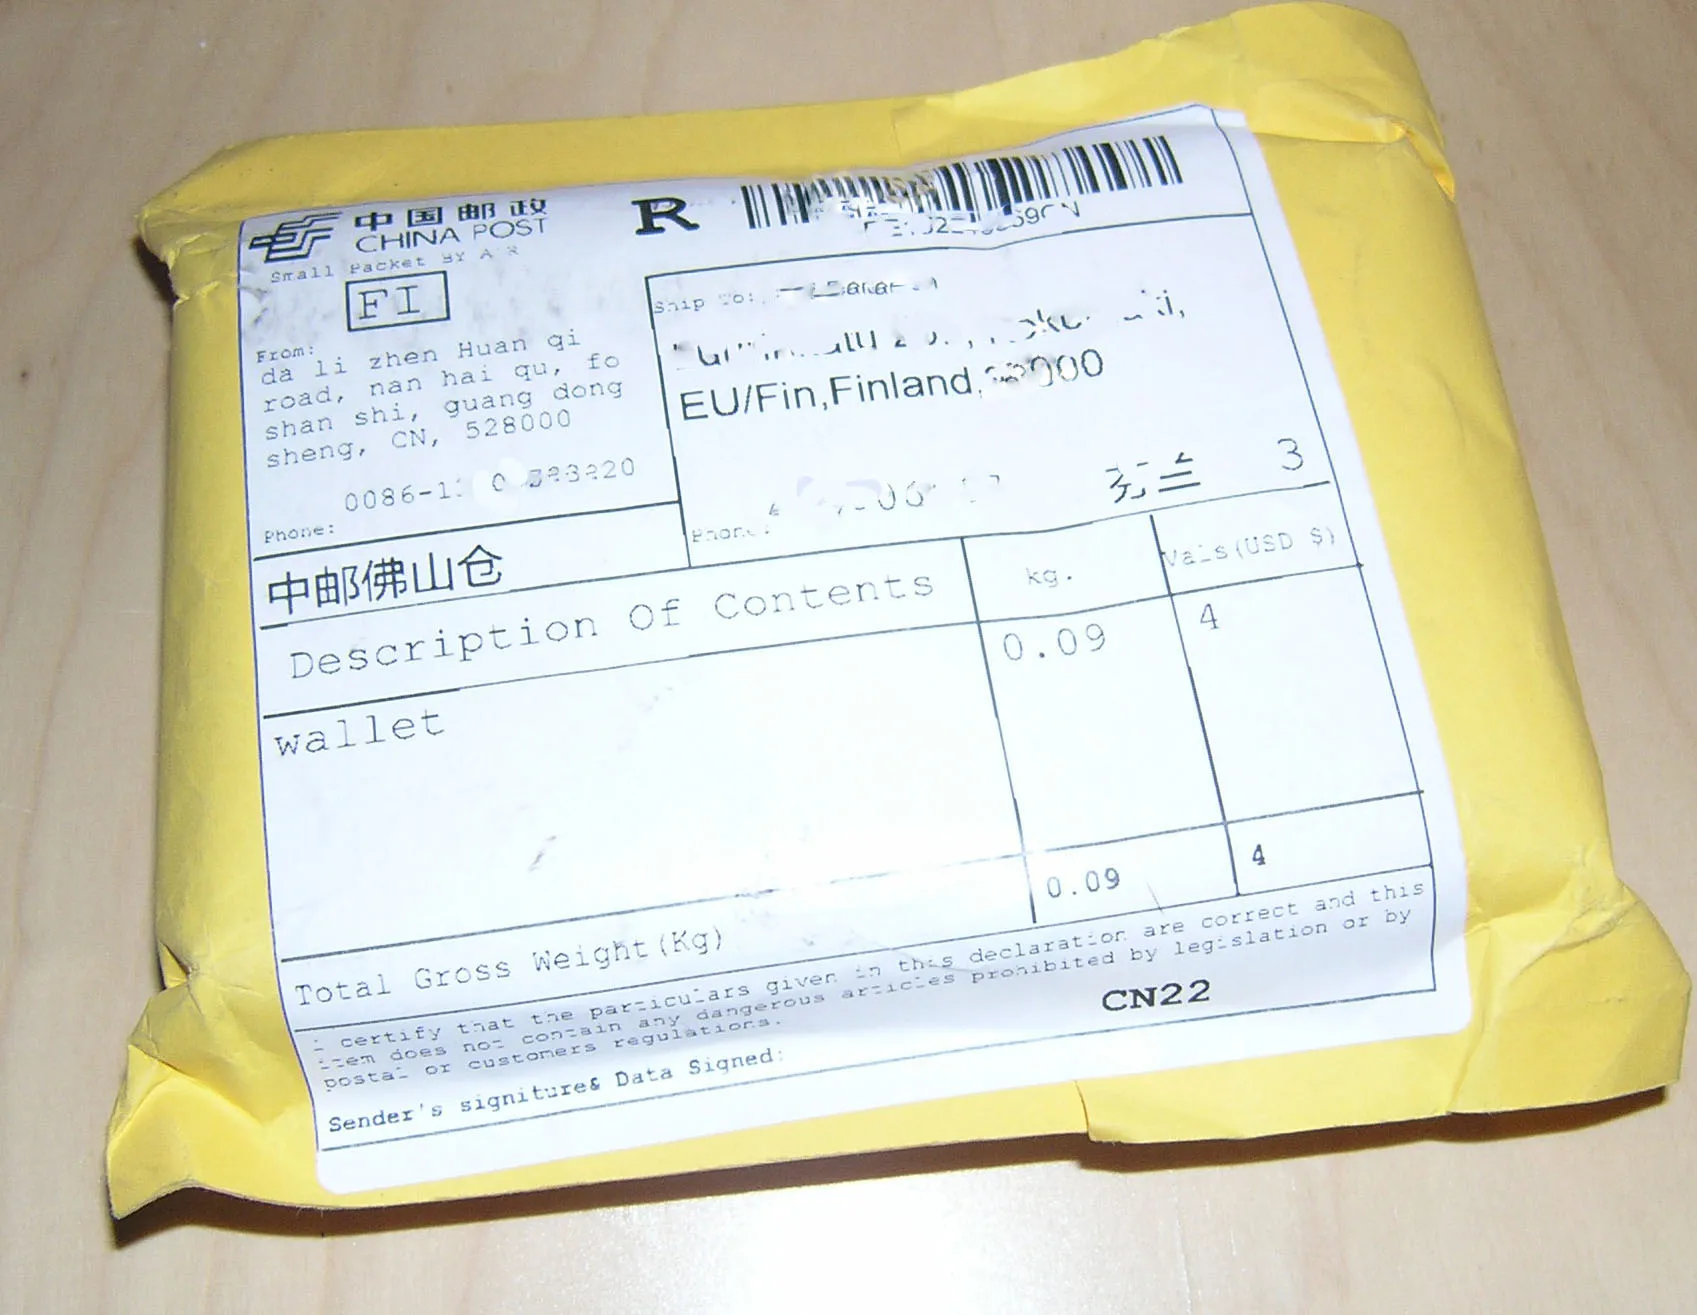 中国邮政
CHINA POST
R
Small Packet BY AIR
FI
From:
da li zhen Huan qi
road, nan hai qu, fo
shan shi, guang dong
sheng, CN, 528000
Phone:
中邮佛山仓
Ship To:
EU/Fin,Finland,
Phone:
芬兰 3
Description Of Contents kg. Vals(USD $)
wallet 0.09 4
Total Gross Weight(Kg) 0.09 4
I certify that the particulars given in this declaration are correct and this
item does not contain any dangerous articles prohibited by legislation or by
postal or customers regulations.
Sender's signiture& Data Signed:
CN22